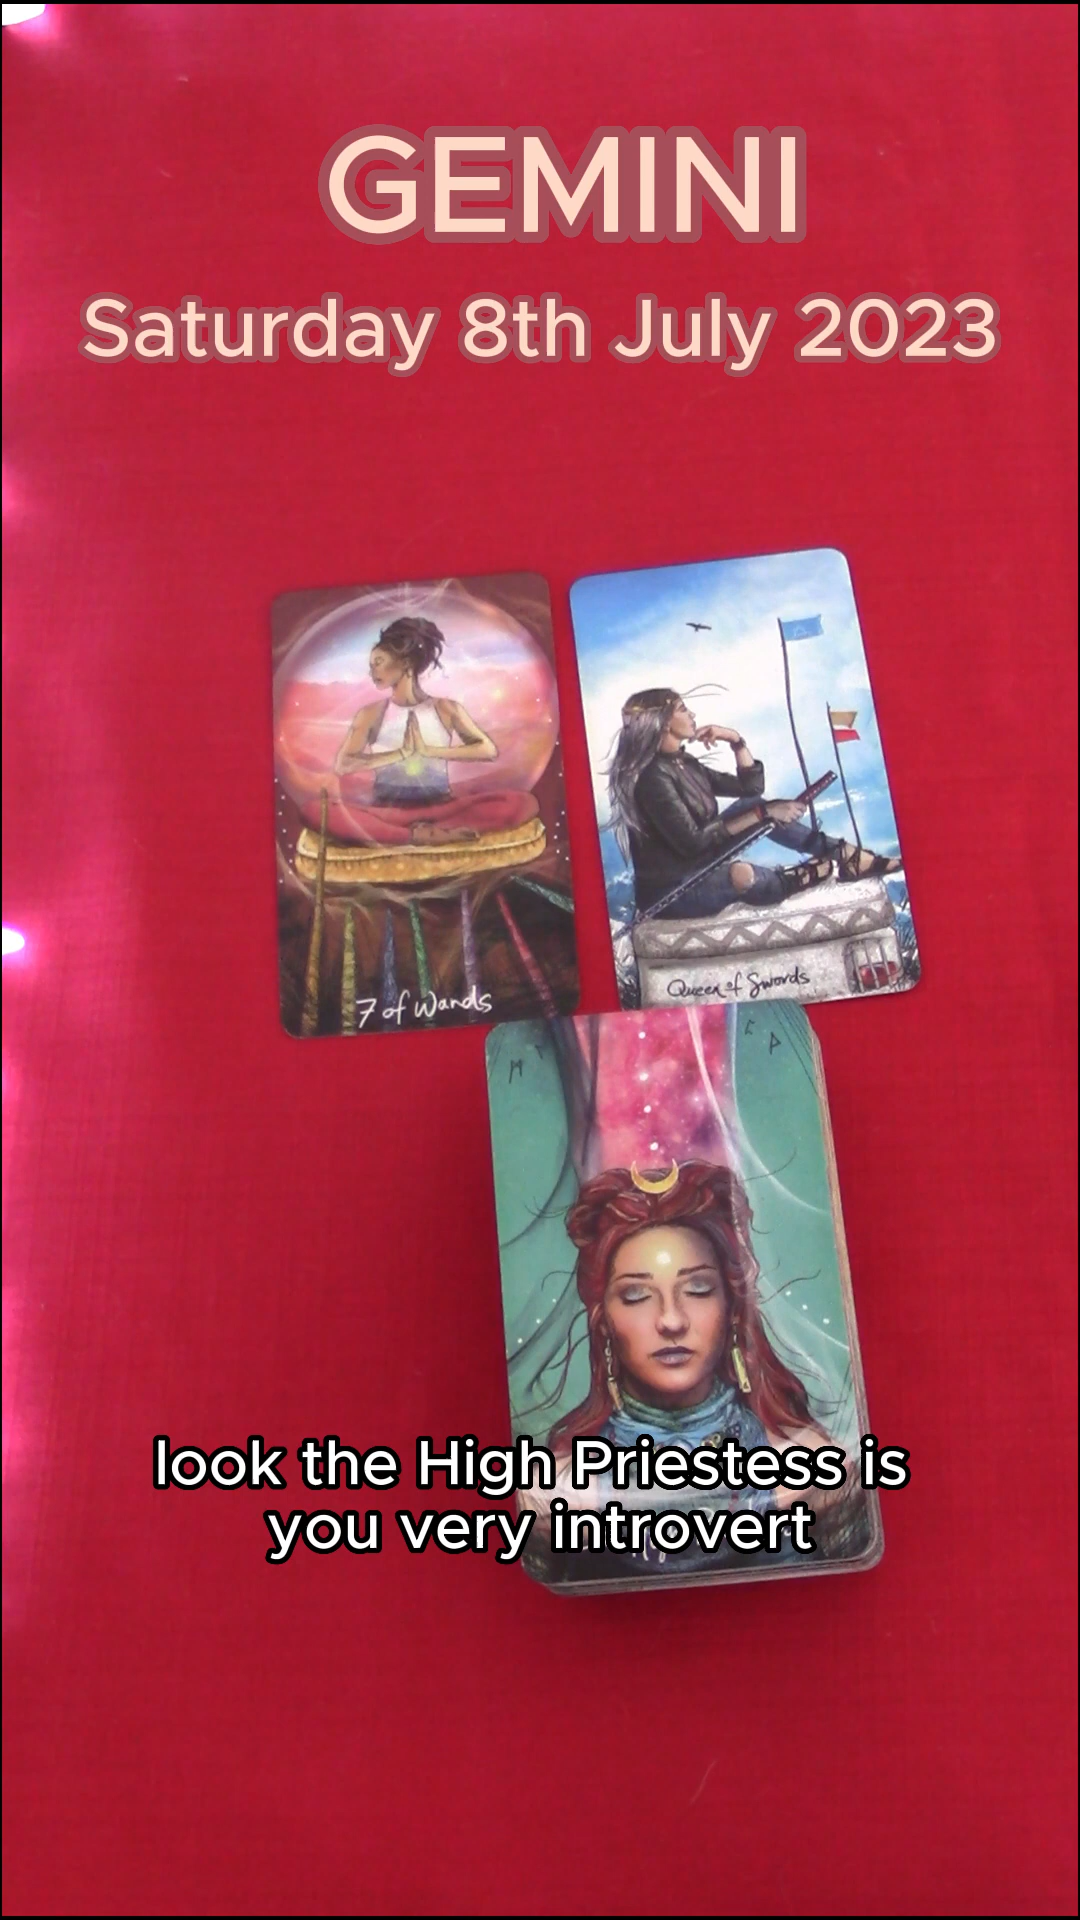 GEMINI
Saturday 8th July 2023
7 of Wands
Queen of Swords
look the High Priestess is
you very introvert